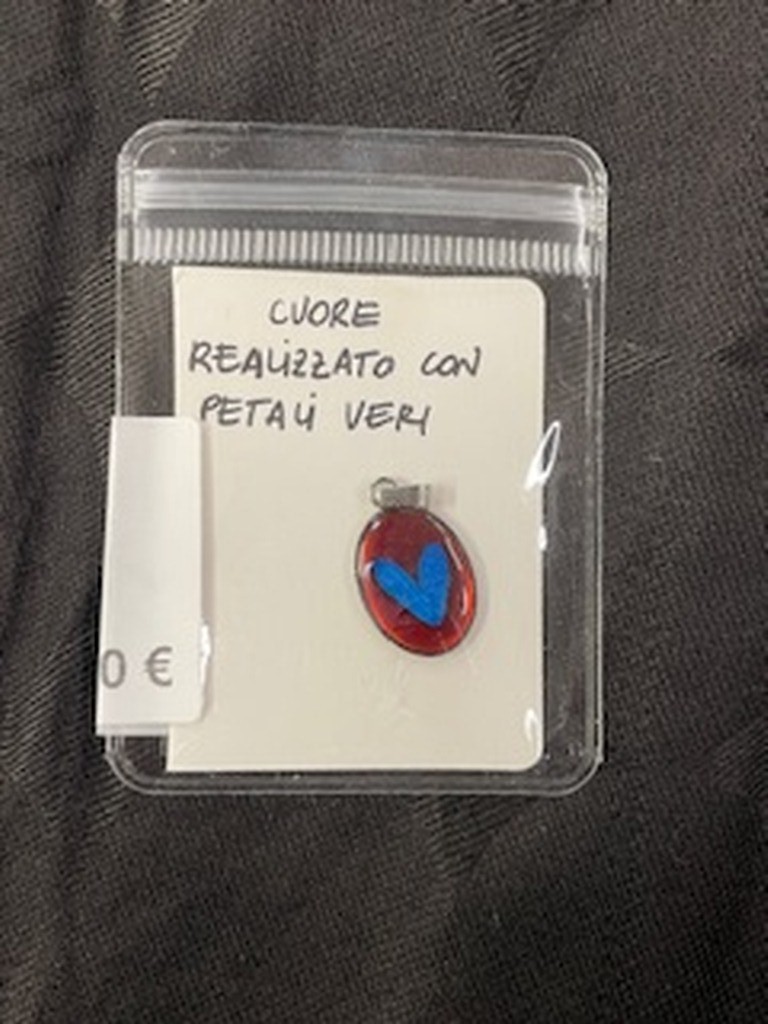 CUORE
REALIZZATO CON
PETALI VERI
0 €